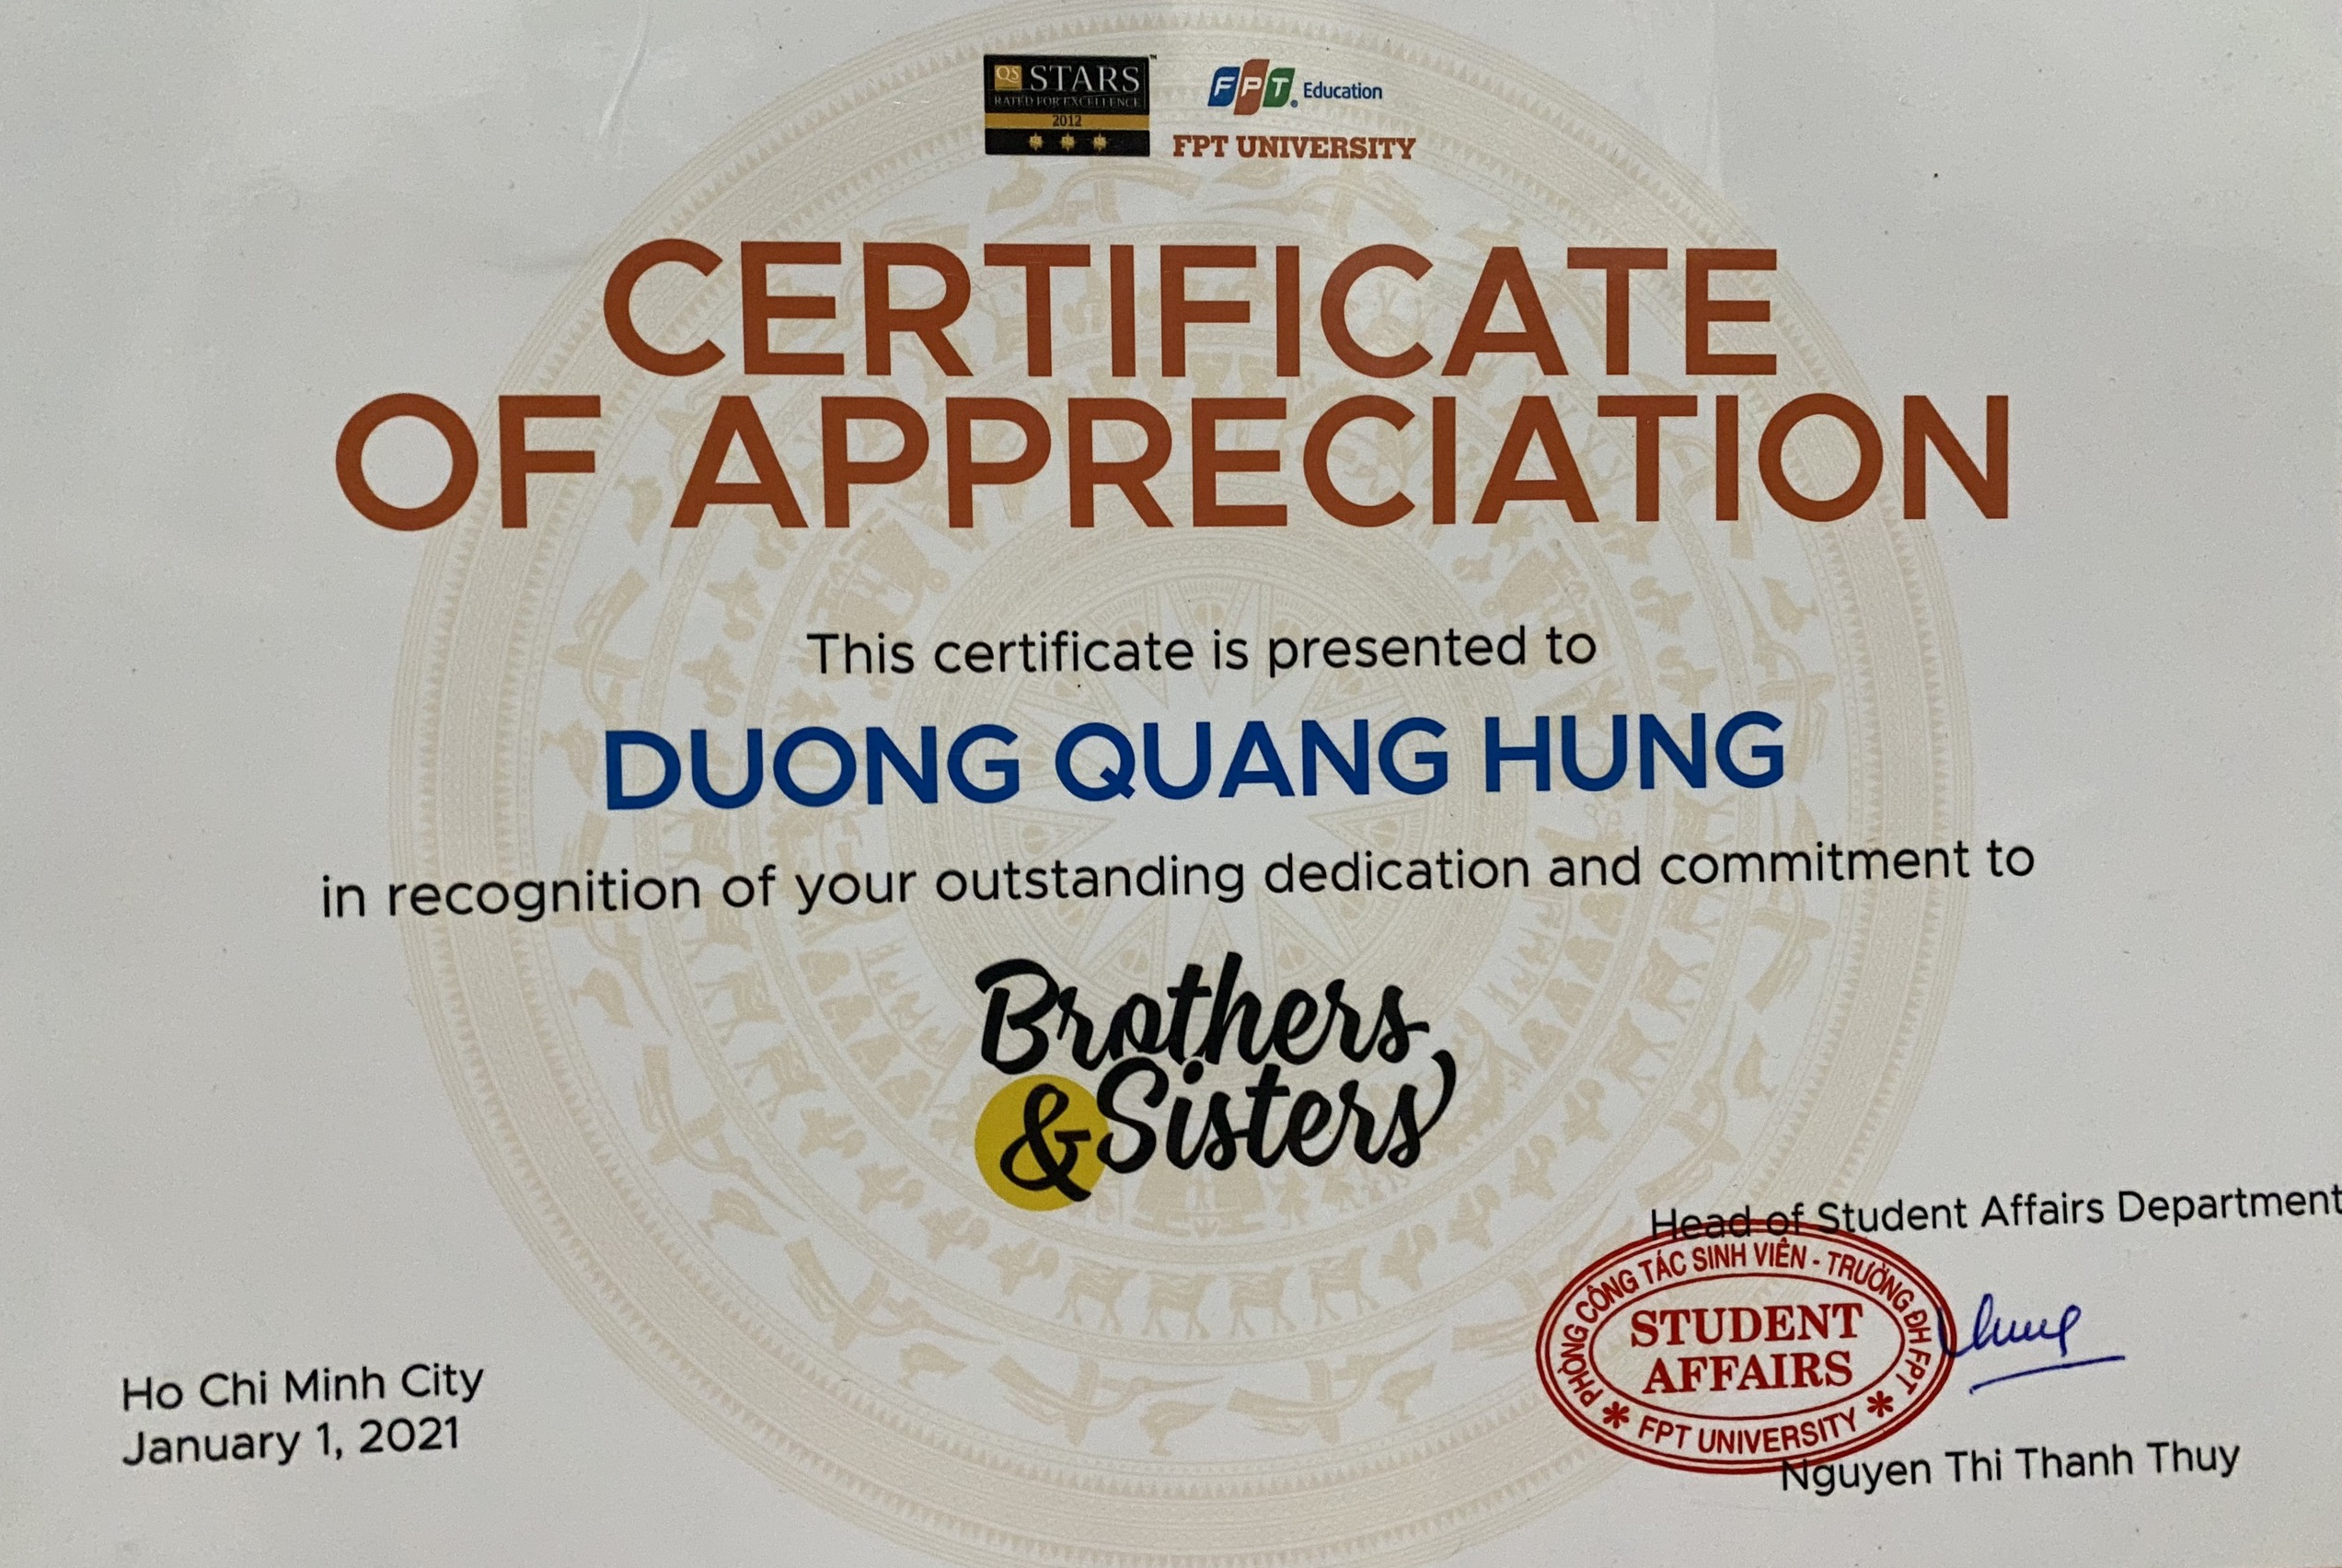 QS STARS
RATED FOR EXCELLENCE
2012
FPT Education
FPT UNIVERSITY
CERTIFICATE
OF APPRECIATION
This certificate is presented to
DUONG QUANG HUNG
in recognition of your outstanding dedication and commitment to
Brothers
&Sisters
Head of Student Affairs Department
PHÒNG CÔNG TÁC SINH VIÊN - TRƯỜNG ĐH FPT
STUDENT
AFFAIRS
* FPT UNIVERSITY *
Nguyen Thi Thanh Thuy
Ho Chi Minh City
January 1, 2021